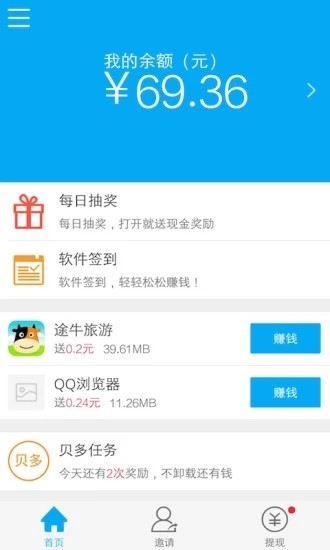 我的余额（元）
￥69.36
每日抽奖
每日抽奖，打开就送现金奖励
软件签到
软件签到，轻轻松松赚钱！
途牛旅游
送0.2元 39.61MB
赚钱
QQ浏览器
送0.24元 11.26MB
赚钱
贝多
贝多任务
今天还有2次奖励，不卸载还有钱
首页
邀请
提现